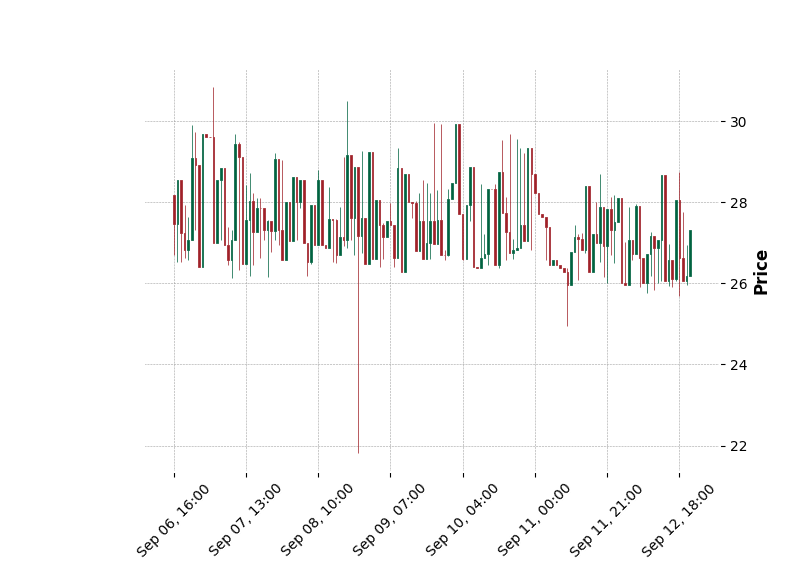 30
28
26
24
22
Price
Sep 06, 16:00
Sep 07, 13:00
Sep 08, 10:00
Sep 09, 07:00
Sep 10, 04:00
Sep 11, 00:00
Sep 11, 21:00
Sep 12, 18:00